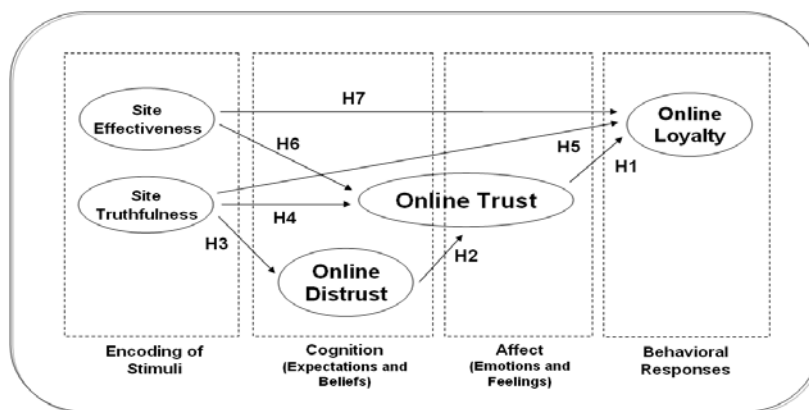 Site
Effectiveness
H7
Online
Loyalty
H6
H5
H1
Site
Truthfulness
Online Trust
H4
H3
H2
Online
Distrust
Encoding of
Stimuli
Cognition
(Expectations and
Beliefs)
Affect
(Emotions and
Feelings)
Behavioral
Responses